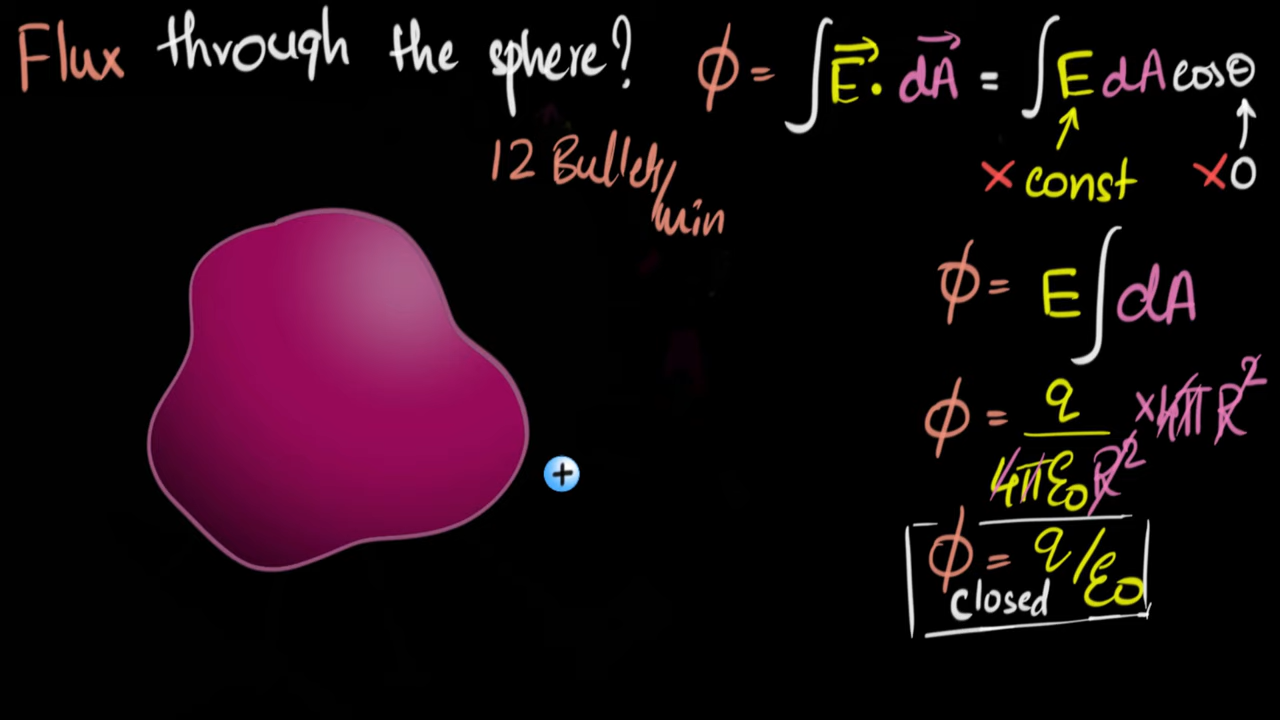 Flux through the sphere?
12 Bullets/min
ϕ = ∫ E⃗ · dA⃗ = ∫ E dA cosθ
× const ×0
ϕ = E ∫ dA
ϕ = q / 4πε₀R² × 4πR²
ϕ closed = q/ε₀
+